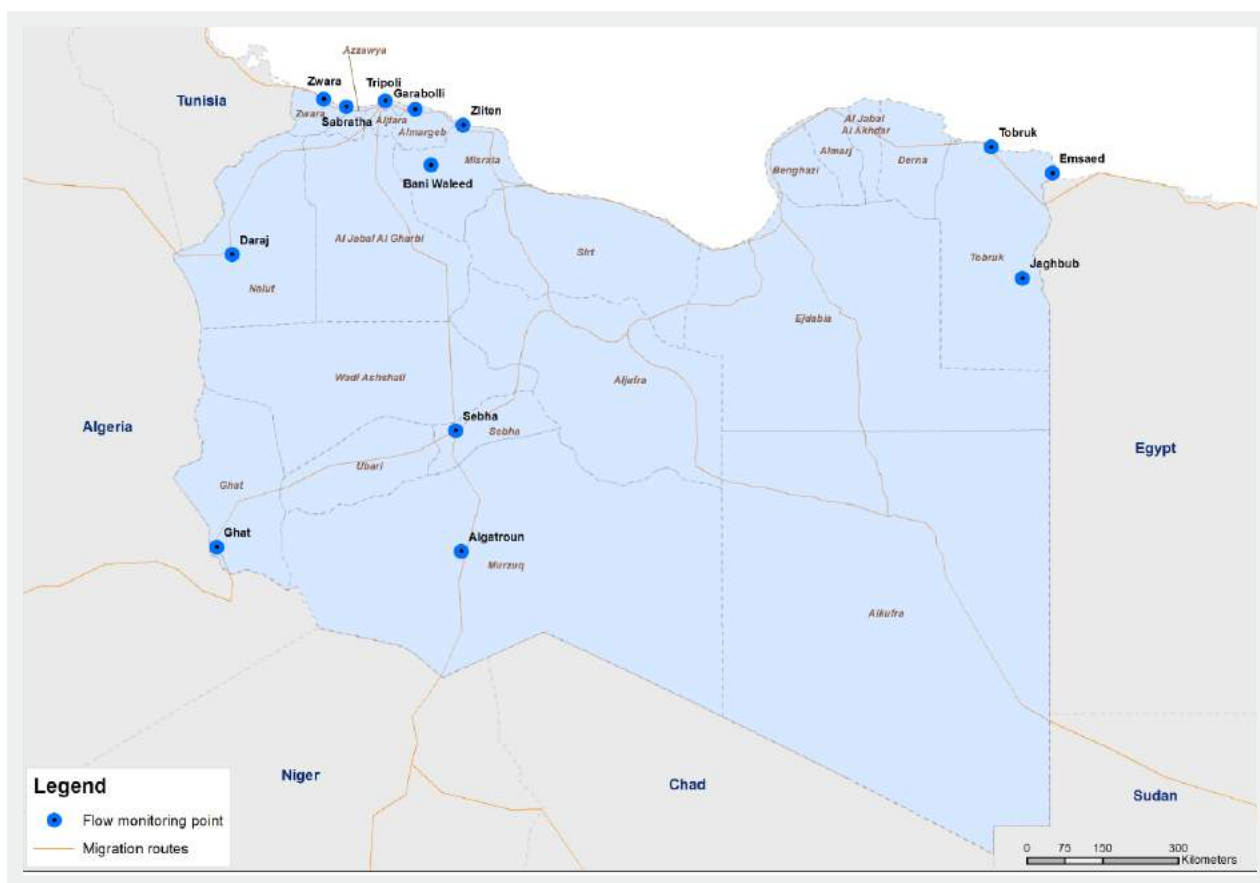 Azzawya
Zwara
Tripoli
Garabolli
Tunisia
Zwara
Sabratha
Aljfara
Zliten
Almargeb
Misrata
Bani Waleed
Al Jabal
Al Akhdar
Almarj
Derna
Benghazi
Tobruk
Emsaed
Daraj
Al Jabal Al Gharbi
Sirt
Tobruk
Jaghbub
Nalut
Ejdabia
Wadi Ashshati
Aljufra
Sebha
Sebha
Algeria
Egypt
Ubari
Ghat
Ghat
Algatroun
Murzuq
Alkufra
Niger
Chad
Sudan
Legend
Flow monitoring point
Migration routes
0 75 150 300
Kilometers